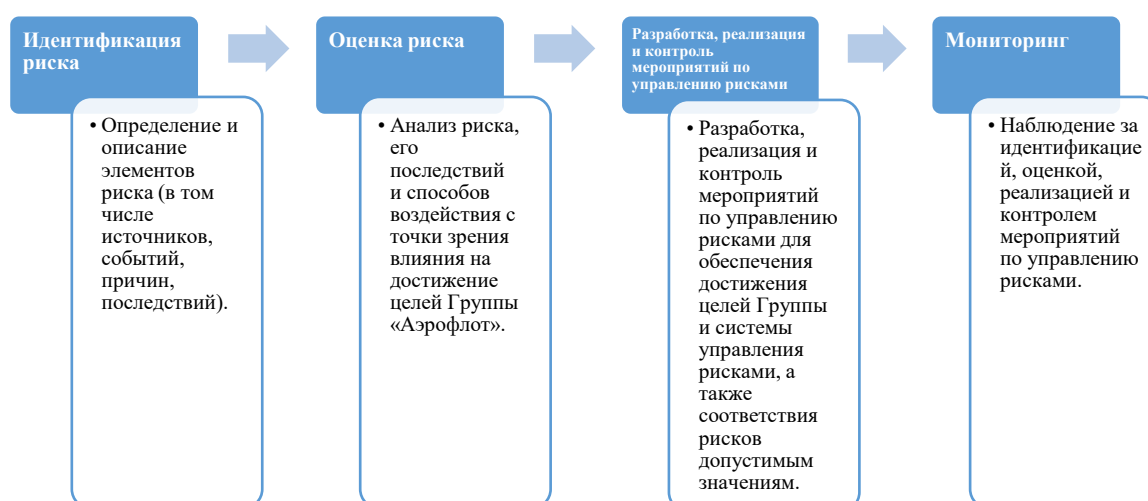 Идентификация
риска
• Определение и
описание
элементов
риска (в том
числе
источников,
событий,
причин,
последствий).
Оценка риска
• Анализ риска,
его
последствий
и способов
воздействия с
точки зрения
влияния на
достижение
целей Группы
«Аэрофлот».
Разработка, реализация
и контроль
мероприятий по
управлению рисками
• Разработка,
реализация и
контроль
мероприятий
по управлению
рисками для
обеспечения
достижения
целей Группы
и системы
управления
рисками, а
также
соответствия
рисков
допустимым
значениям.
Мониторинг
• Наблюдение за
идентификацие
й, оценкой,
реализацией и
контролем
мероприятий
по управлению
рисками.